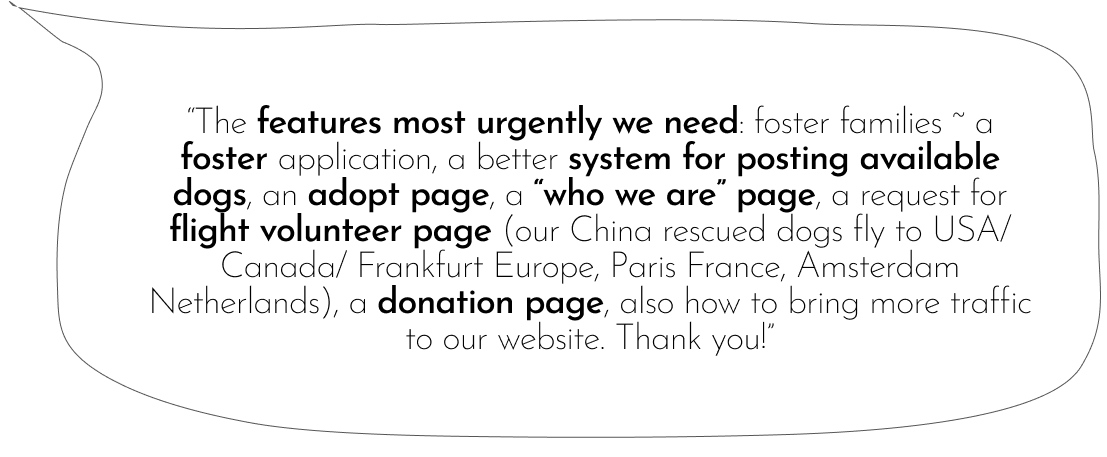 “The features most urgently we need: foster families ~ a
foster application, a better system for posting available
dogs, an adopt page, a “who we are” page, a request for
flight volunteer page (our China rescued dogs fly to USA/
Canada/ Frankfurt Europe, Paris France, Amsterdam
Netherlands), a donation page, also how to bring more traffic
to our website. Thank you!”